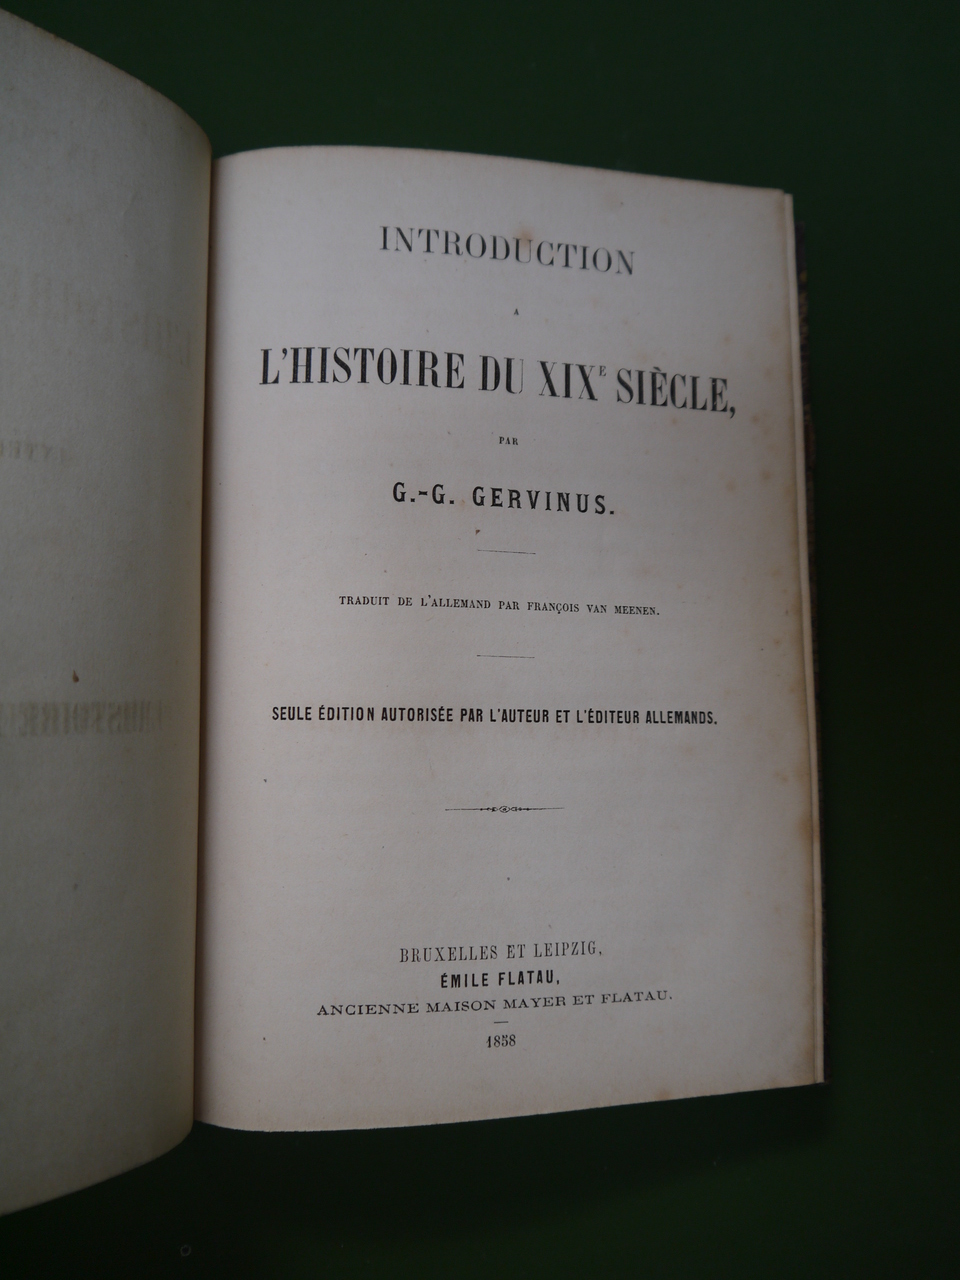 INTRODUCTION
A
L'HISTOIRE DU XIXE SIÈCLE,
PAR
G.-G. GERVINUS.
TRADUIT DE L'ALLEMAND PAR FRANÇOIS VAN MEENEN.
SEULE ÉDITION AUTORISÉE PAR L'AUTEUR ET L'ÉDITEUR ALLEMANDS.
BRUXELLES ET LEIPZIG,
ÉMILE FLATAU,
ANCIENNE MAISON MAYER ET FLATAU.
1858